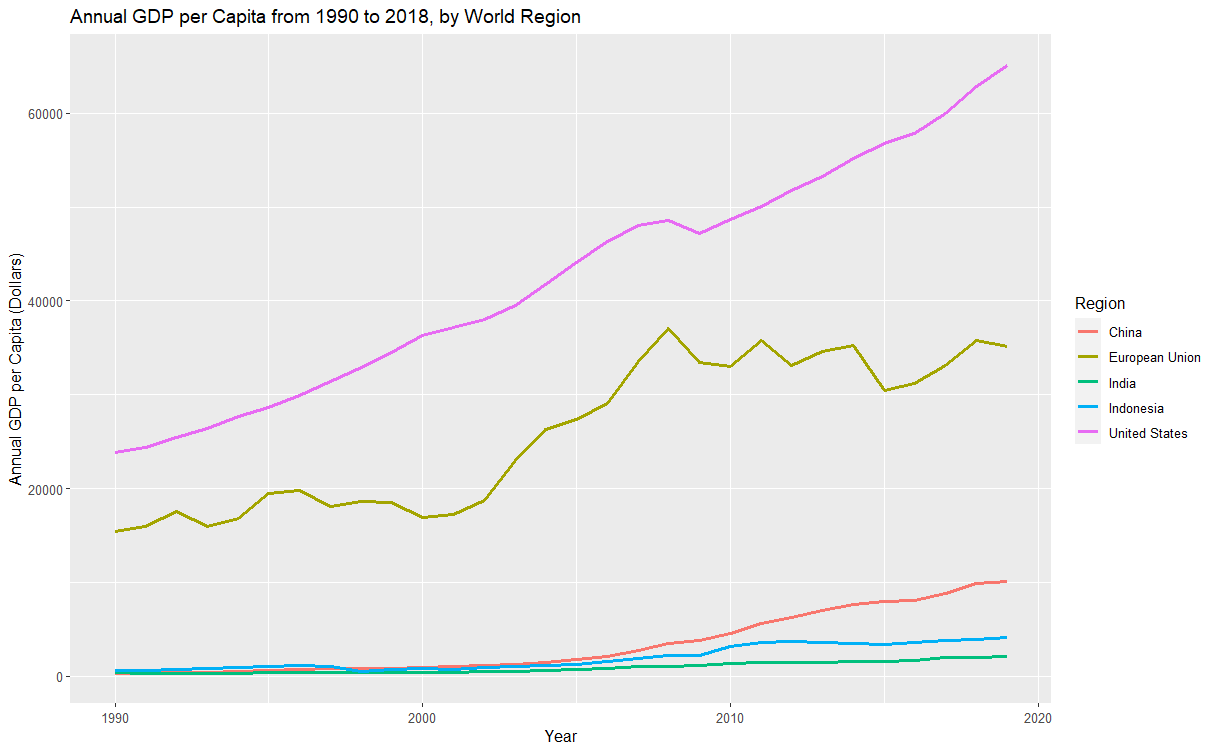 Annual GDP per Capita from 1990 to 2018, by World Region
Annual GDP per Capita (Dollars)
60000
40000
20000
0
1990
2000
2010
2020
Year
Region
China
European Union
India
Indonesia
United States